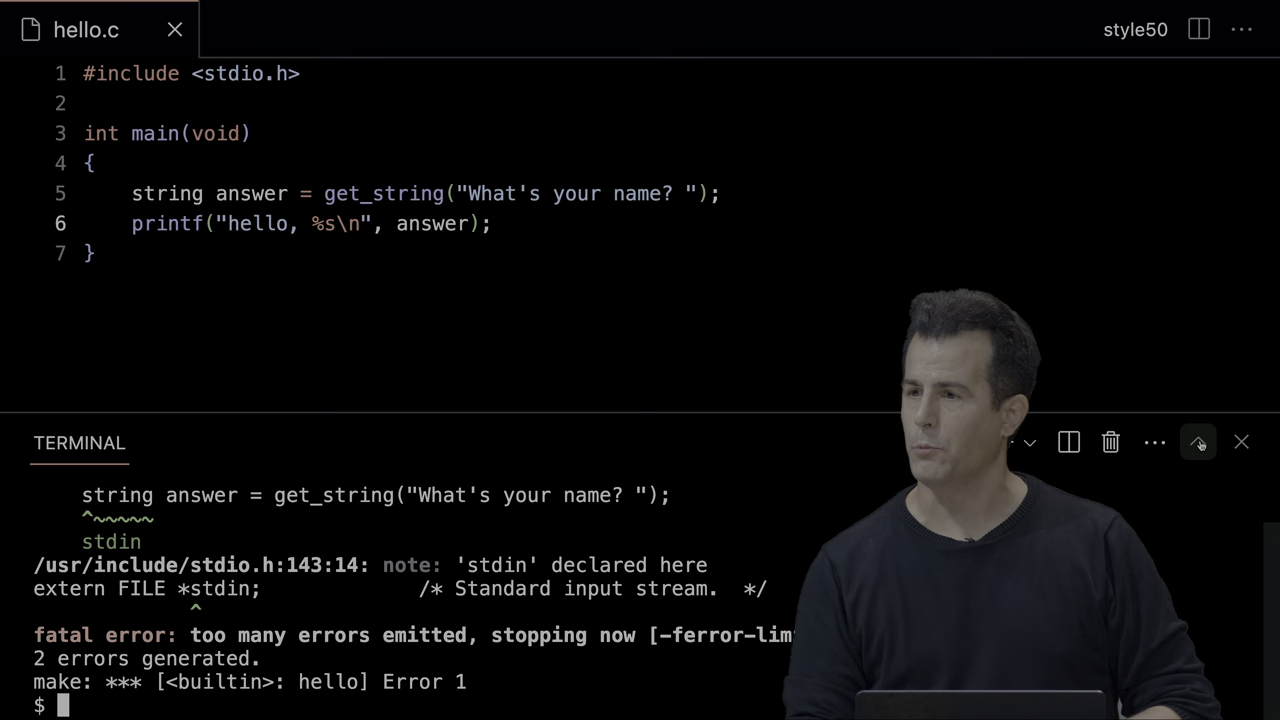 hello.c
style50
1 #include <stdio.h>
2
3 int main(void)
4 {
5     string answer = get_string("What's your name? ");
6     printf("hello, %s\n", answer);
7 }
TERMINAL
    string answer = get_string("What's your name? ");
    ^~~~~~
    stdin
/usr/include/stdio.h:143:14: note: 'stdin' declared here
extern FILE *stdin;             /* Standard input stream.  */
             ^
fatal error: too many errors emitted, stopping now [-ferror-lim
2 errors generated.
make: *** [<builtin>: hello] Error 1
$